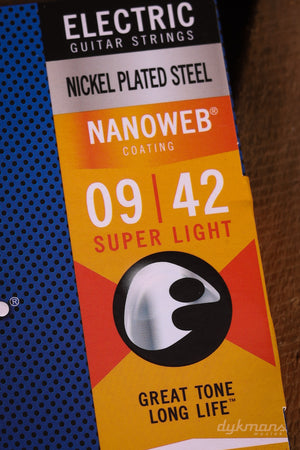 ELECTRIC
GUITAR STRINGS
NICKEL PLATED STEEL
NANOWEB®
COATING
09 | 42
SUPER LIGHT
®
GREAT TONE
LONG LIFE™
dykmans